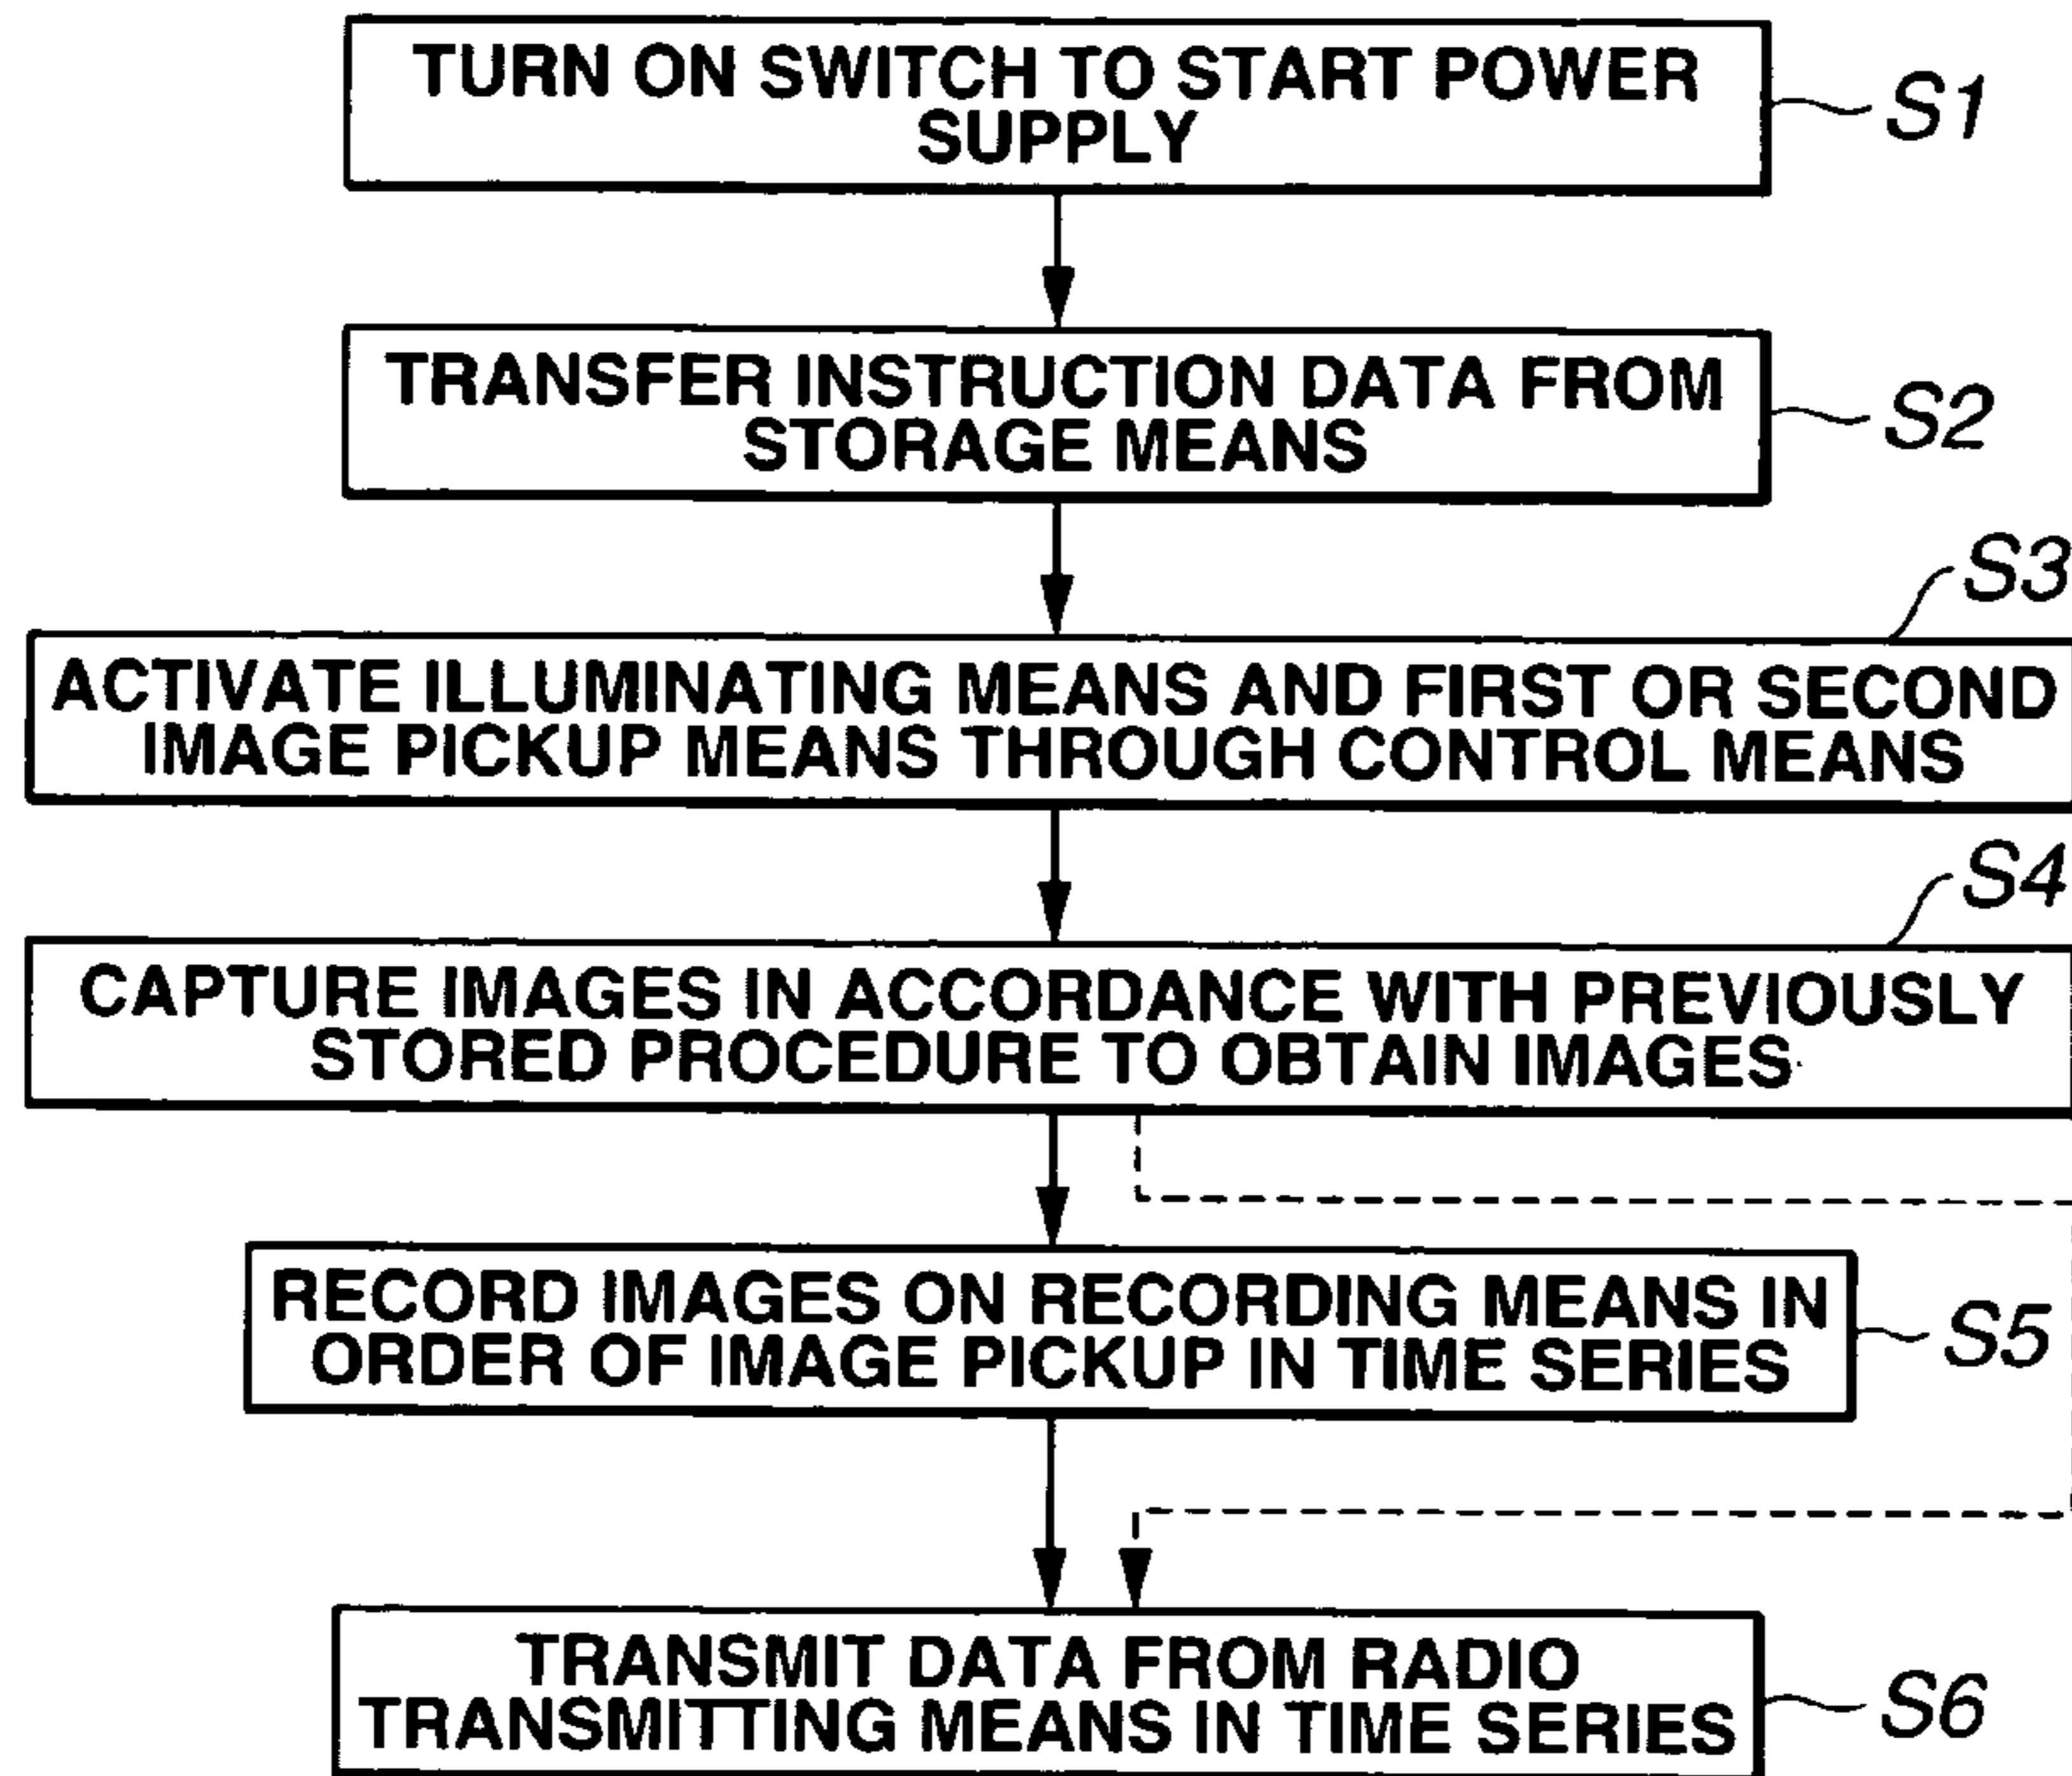 TURN ON SWITCH TO START POWER
SUPPLY
S1
TRANSFER INSTRUCTION DATA FROM
STORAGE MEANS
S2
S3
ACTIVATE ILLUMINATING MEANS AND FIRST OR SECOND
IMAGE PICKUP MEANS THROUGH CONTROL MEANS
S4
CAPTURE IMAGES IN ACCORDANCE WITH PREVIOUSLY
STORED PROCEDURE TO OBTAIN IMAGES
RECORD IMAGES ON RECORDING MEANS IN
ORDER OF IMAGE PICKUP IN TIME SERIES
S5
TRANSMIT DATA FROM RADIO
TRANSMITTING MEANS IN TIME SERIES
S6